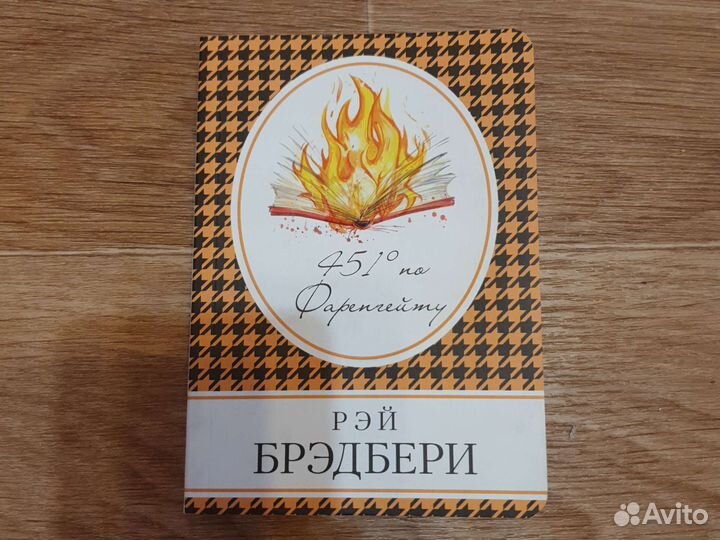 451° по
Фаренгейту
РЭЙ
БРЭДБЕРИ
Avito